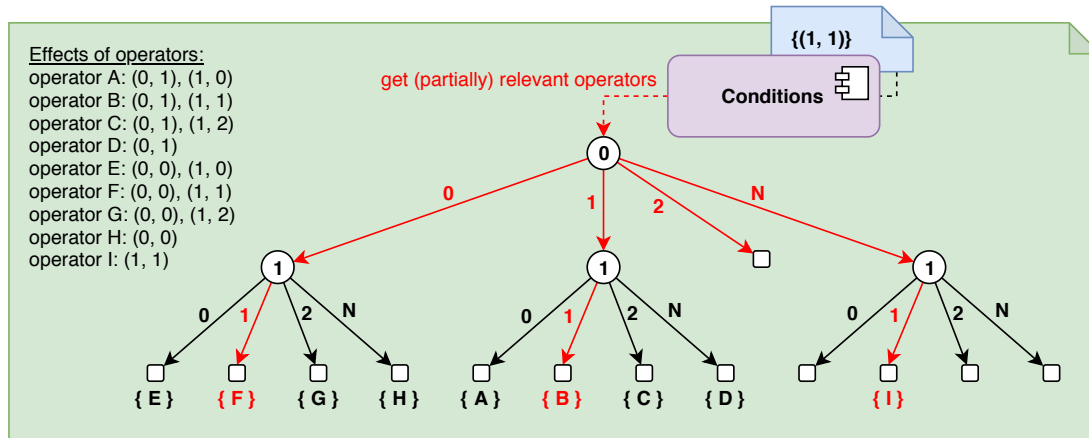 {(1, 1)}
Effects of operators:
operator A: (0, 1), (1, 0)
operator B: (0, 1), (1, 1)
operator C: (0, 1), (1, 2)
operator D: (0, 1)
operator E: (0, 0), (1, 0)
operator F: (0, 0), (1, 1)
operator G: (0, 0), (1, 2)
operator H: (0, 0)
operator I: (1, 1)
get (partially) relevant operators
Conditions
0
0 1 2 N
1 1 1
0 1 2 N 0 1 2 N 0 1 2 N
{ E } { F } { G } { H } { A } { B } { C } { D } { I }